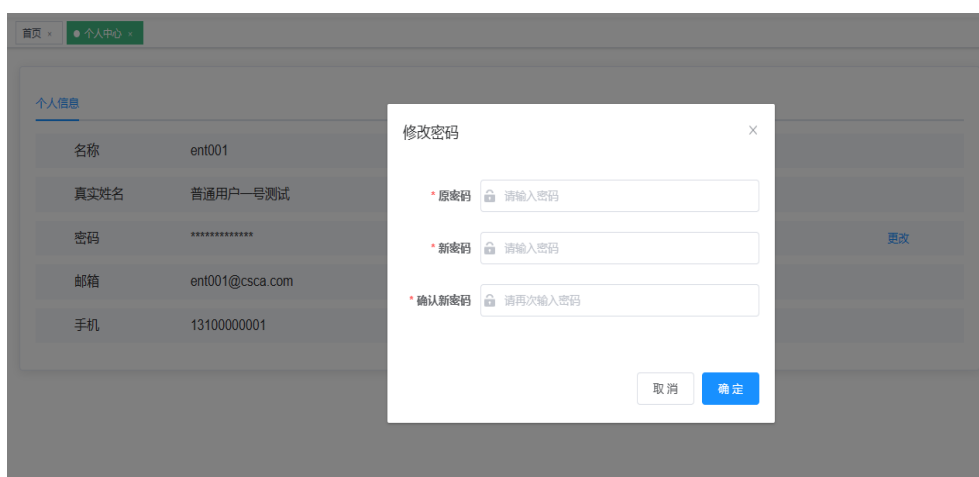 首页 ×
● 个人中心 ×
个人信息
名称 ent001
真实姓名 普通用户一号测试
密码 *************
更改
邮箱 ent001@csca.com
手机 13100000001
修改密码 ×
* 原密码 请输入密码
* 新密码 请输入密码
* 确认新密码 请再次输入密码
取消 确定